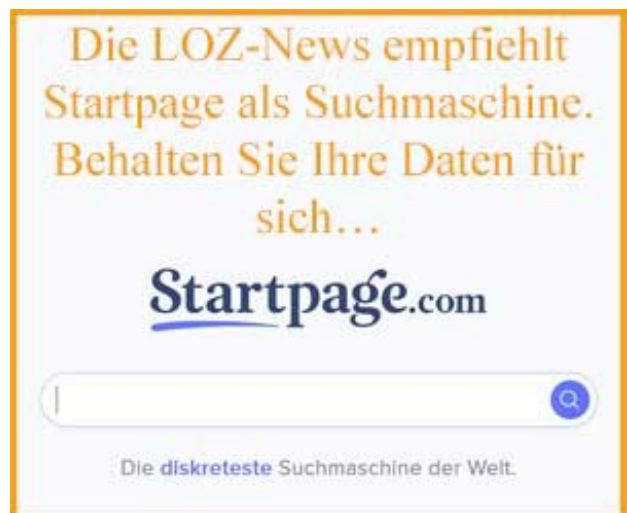 Die LOZ-News empfiehlt
Startpage als Suchmaschine.
Behalten Sie Ihre Daten für
sich...
Startpage.com
Die diskreteste Suchmaschine der Welt.